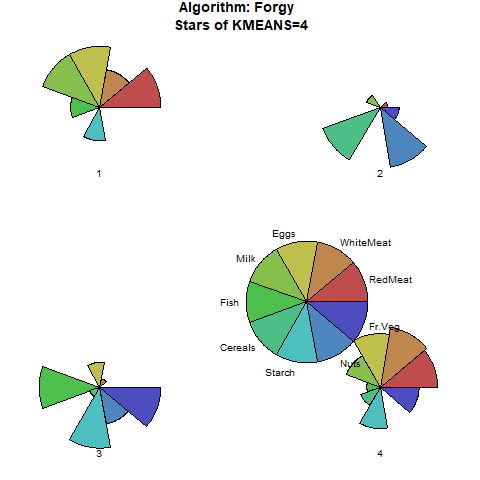 Algorithm: Forgy
Stars of KMEANS=4
1
2
Eggs
WhiteMeat
Milk
RedMeat
Fish
Fr.Veg
Cereals
Nuts
Starch
3
4